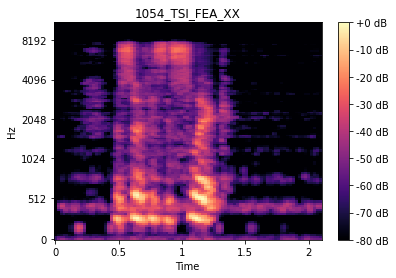 1054_TSI_FEA_XX
Hz
8192
4096
2048
1024
512
0
0
0.5
1
1.5
2
Time
+0 dB
-10 dB
-20 dB
-30 dB
-40 dB
-50 dB
-60 dB
-70 dB
-80 dB